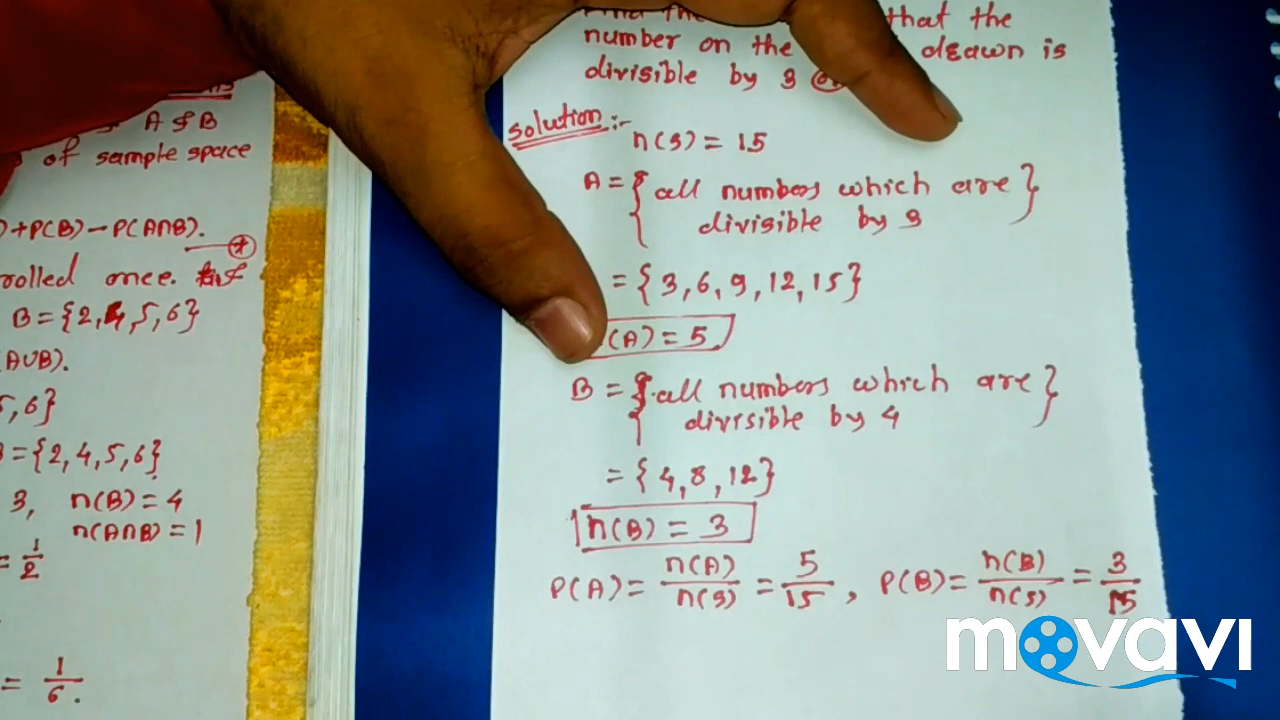 A & B
of sample space
)+P(B)-P(A∩B).
(*)
rolled once.
B={2,4,5,6}
(A∪B).
5,6}
={2,4,5,6}
3, n(B)=4
n(A∩B)=1
= 1/2
= 1/6.
that the
number on the drawn is
divisible by 3 or
Solution:-
n(S)=15
A={all numbers which are
divisible by 3}
={3,6,9,12,15}
(A)=5
B={all numbers which are
divisible by 4}
={4,8,12}
n(B)=3
P(A)=n(A)/n(S)=5/15, P(B)=n(B)/n(S)=3/15
movavi